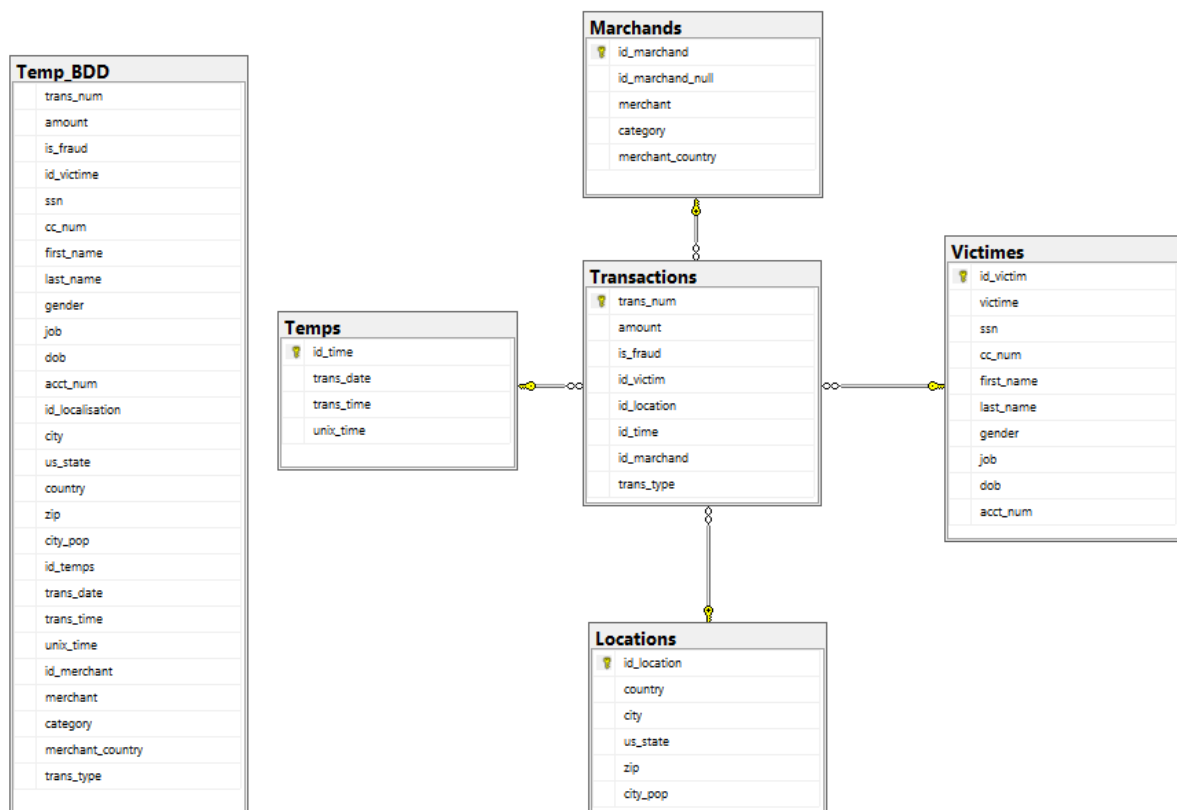 Temp_BDD
trans_num
amount
is_fraud
id_victime
ssn
cc_num
first_name
last_name
gender
job
dob
acct_num
id_localisation
city
us_state
country
zip
city_pop
id_temps
trans_date
trans_time
unix_time
id_merchant
merchant
category
merchant_country
trans_type
Temps
id_time
trans_date
trans_time
unix_time
Marchands
id_marchand
id_marchand_null
merchant
category
merchant_country
Transactions
trans_num
amount
is_fraud
id_victim
id_location
id_time
id_marchand
trans_type
Locations
id_location
country
city
us_state
zip
city_pop
Victimes
id_victim
victime
ssn
cc_num
first_name
last_name
gender
job
dob
acct_num